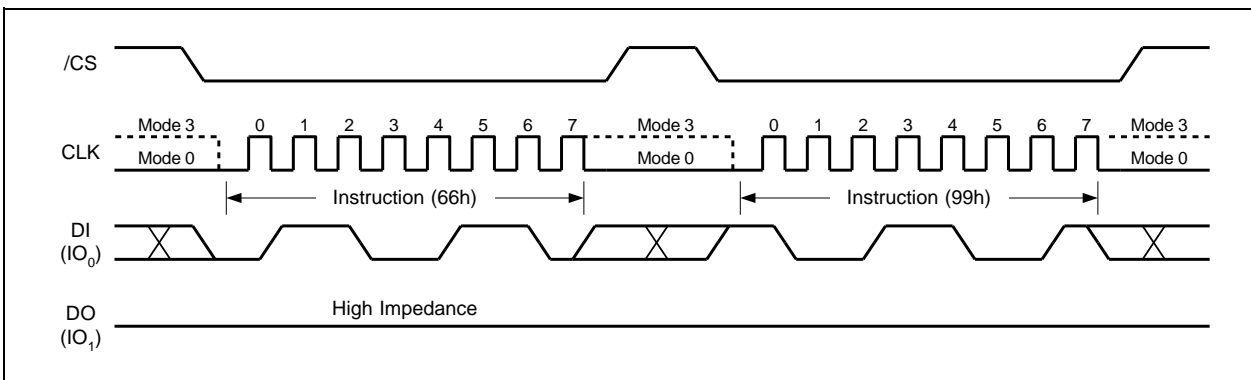 /CS
Mode 3 0 1 2 3 4 5 6 7 Mode 3 0 1 2 3 4 5 6 7 Mode 3
CLK
Mode 0 Mode 0 Mode 0
Instruction (66h) Instruction (99h)
DI
(IO0)
High Impedance
DO
(IO1)